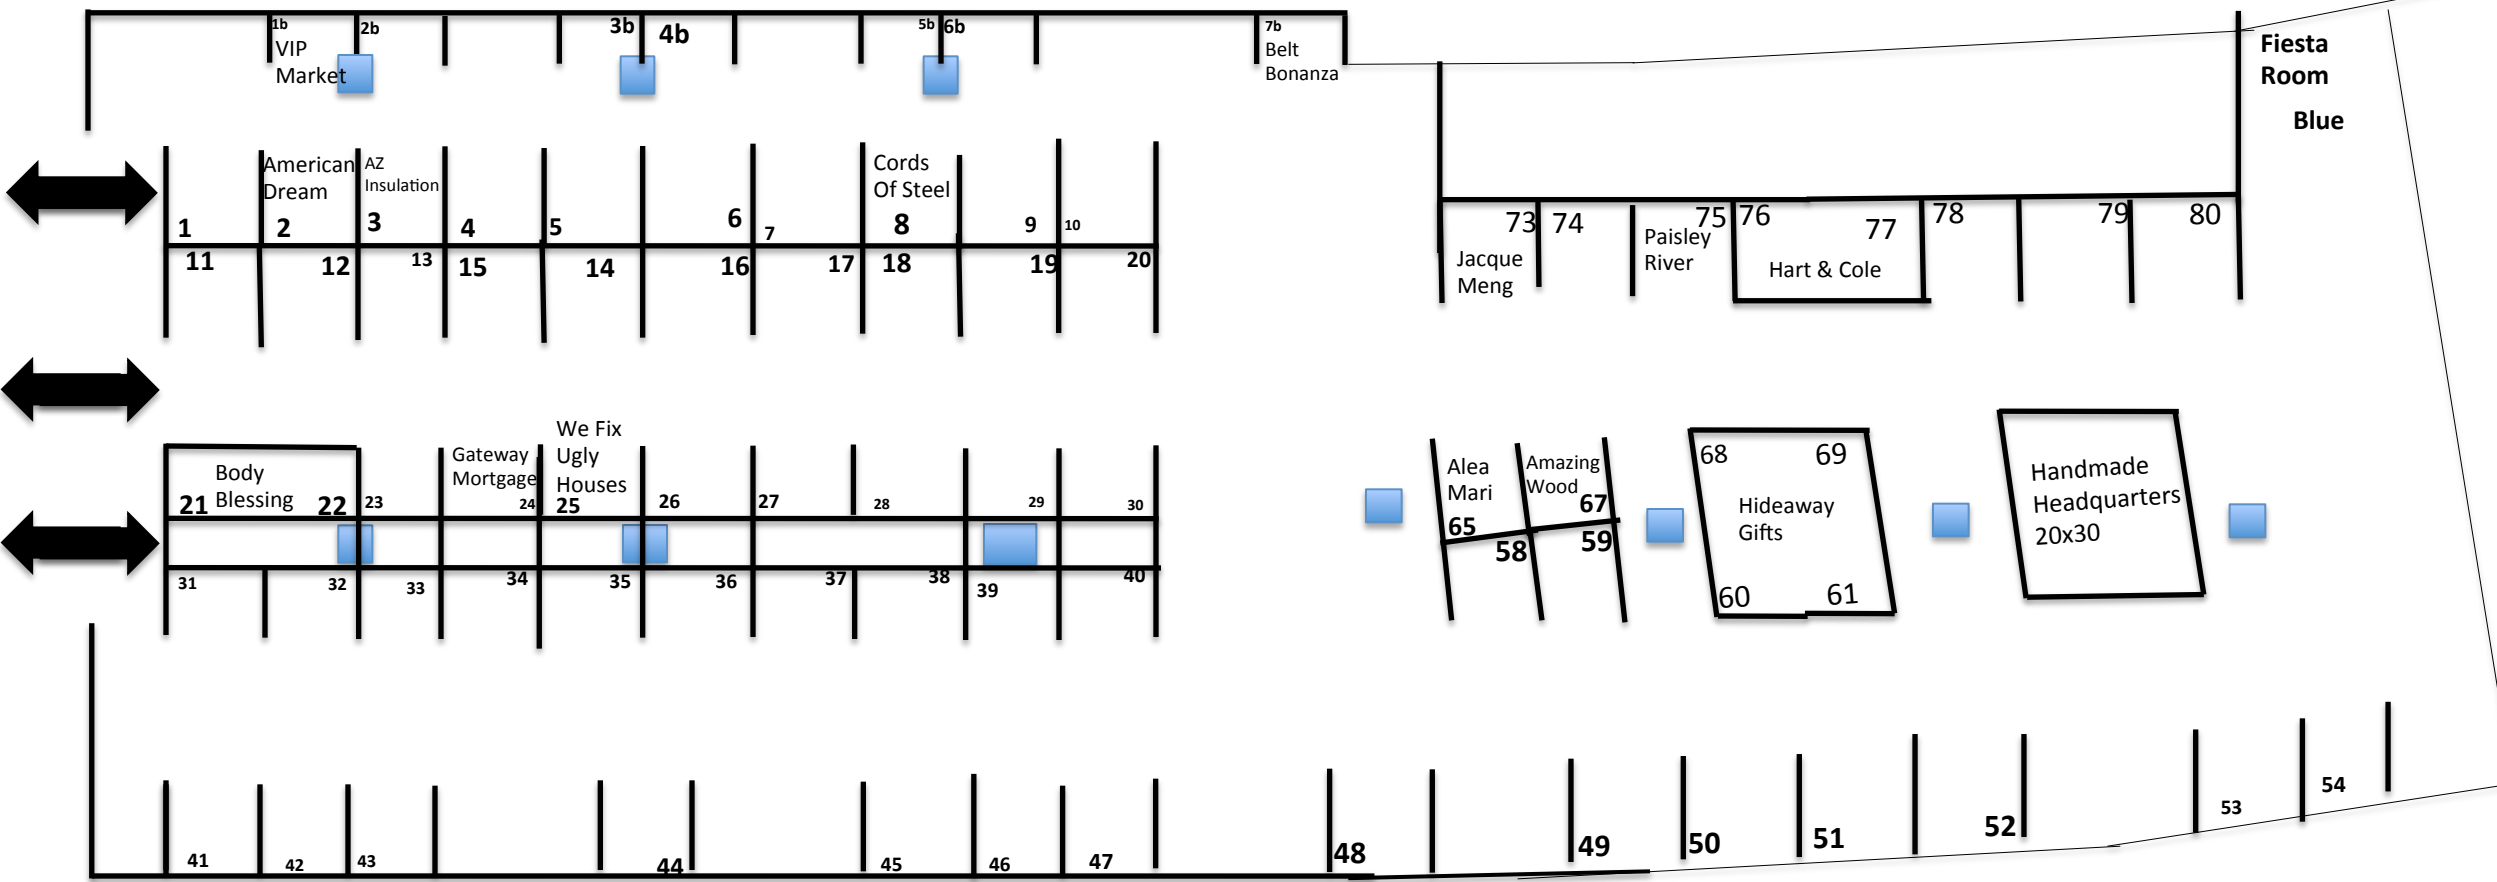 1b
VIP
Market
2b
3b
4b
5b
6b
7b
Belt
Bonanza
Fiesta
Room
Blue
1
American
Dream
2
AZ
Insulation
3
4
5
6
7
Cords
Of Steel
8
9
10
11
12
13
15
14
16
17
18
19
20
73
Jacque
Meng
74
75
Paisley
River
76
77
Hart & Cole
78
79
80
Body
Blessing
21
22
23
Gateway
Mortgage
24
We Fix
Ugly
Houses
25
26
27
28
29
30
31
32
33
34
35
36
37
38
39
40
Alea
Mari
65
Amazing
Wood
67
58
59
68
69
Hideaway
Gifts
60
61
Handmade
Headquarters
20x30
41
42
43
44
45
46
47
48
49
50
51
52
53
54